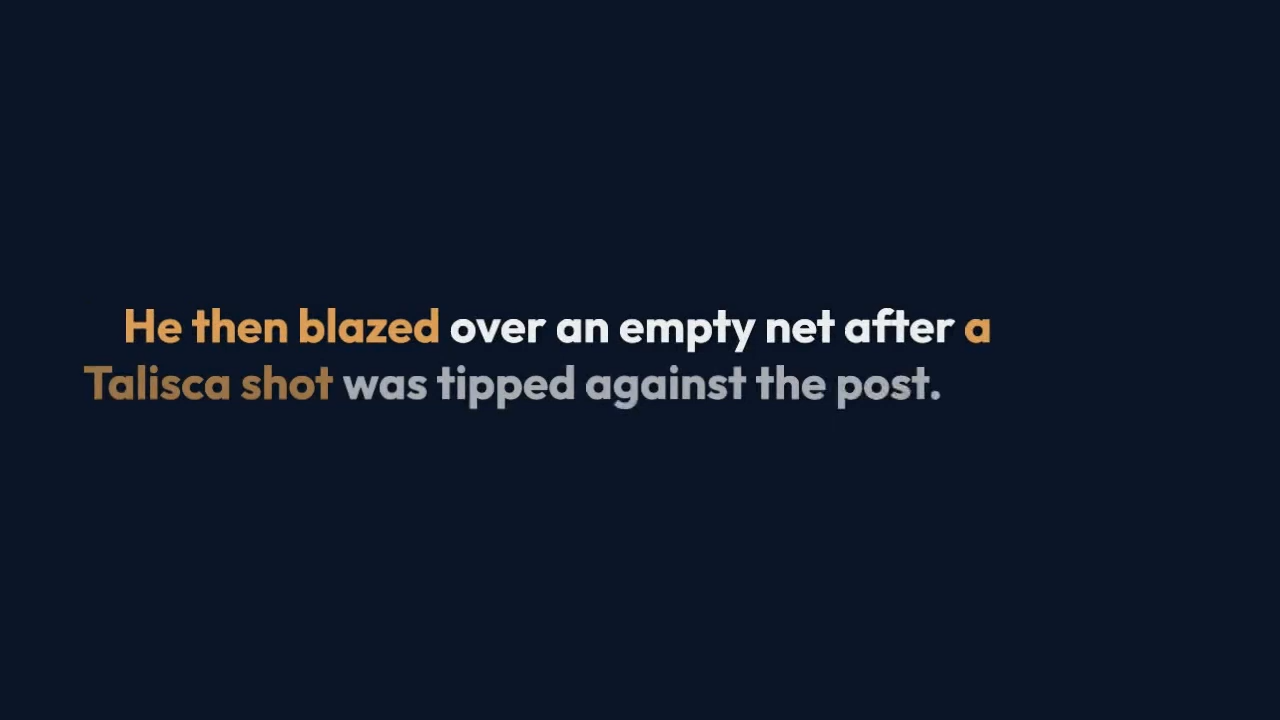 He then blazed over an empty net after a
Talisca shot was tipped against the post.